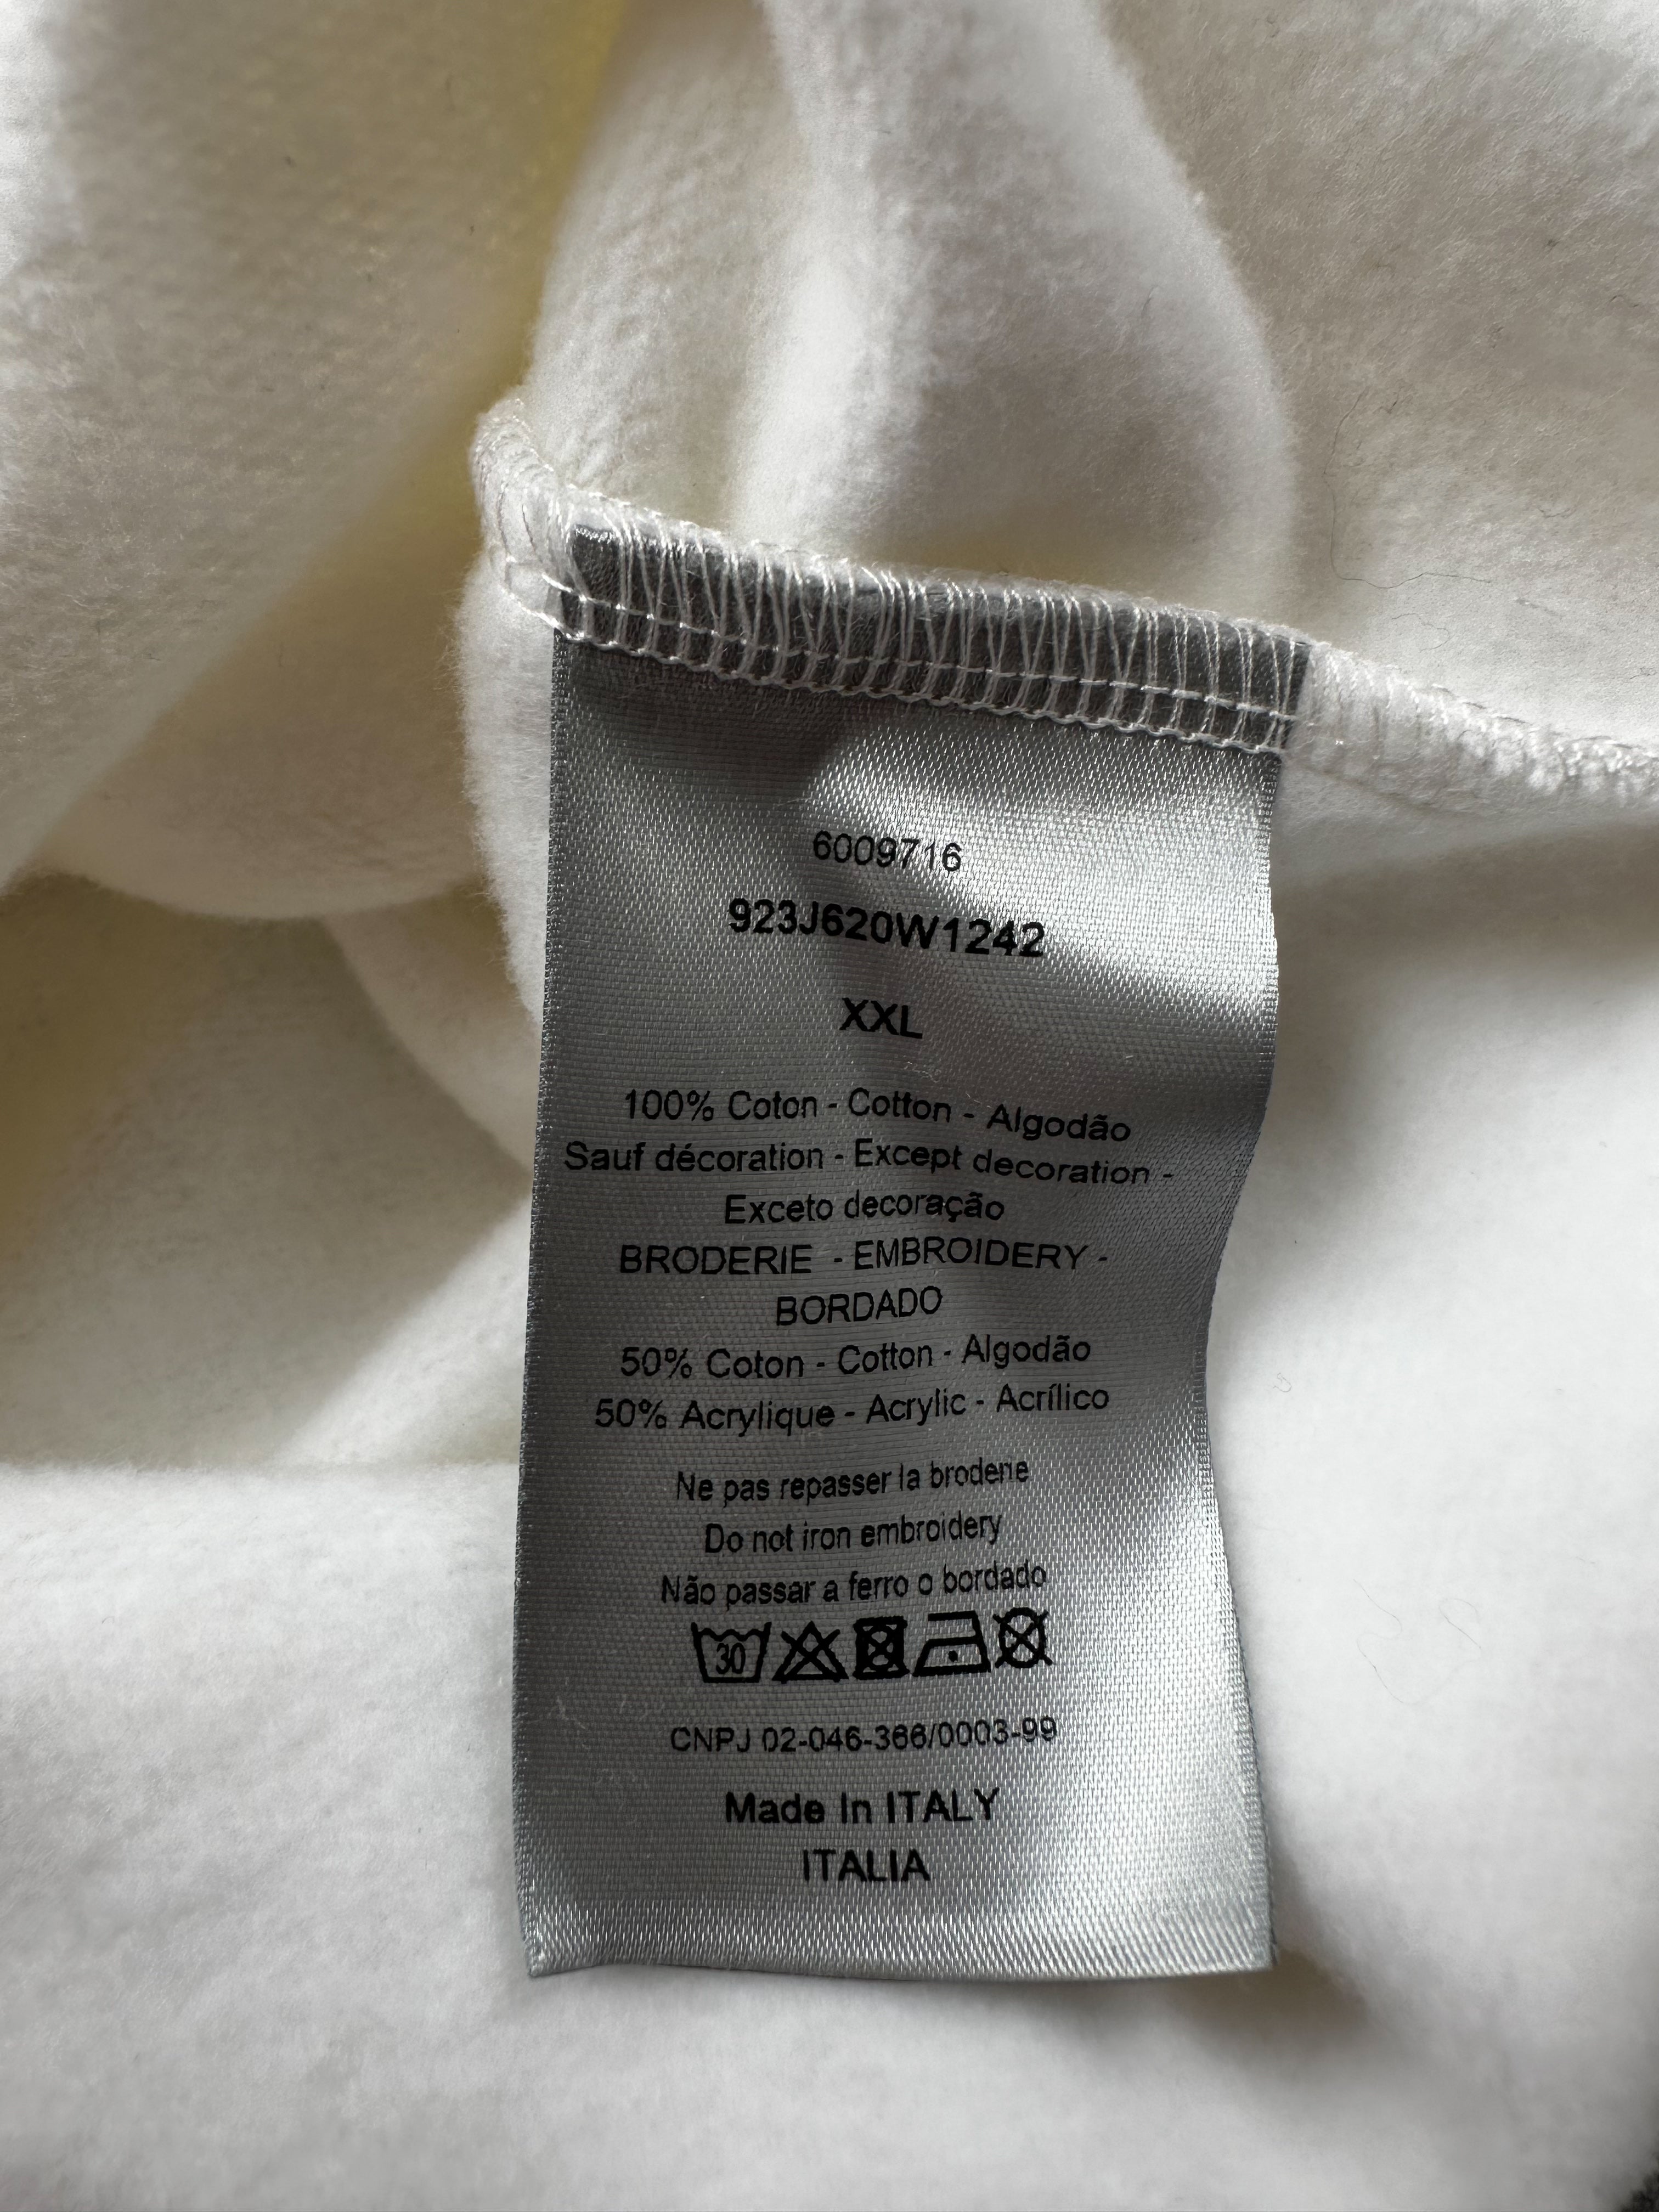 6009716
923J620W1242
XXL
100% Coton - Cotton - Algodão
Sauf décoration - Except decoration -
Exceto decoração
BRODERIE - EMBROIDERY -
BORDADO
50% Coton - Cotton - Algodão
50% Acrylique - Acrylic - Acrílico
Ne pas repasser la broderie
Do not iron embroidery
Não passar a ferro o bordado
30
CNPJ 02-046-366/0003-99
Made In ITALY
ITALIA